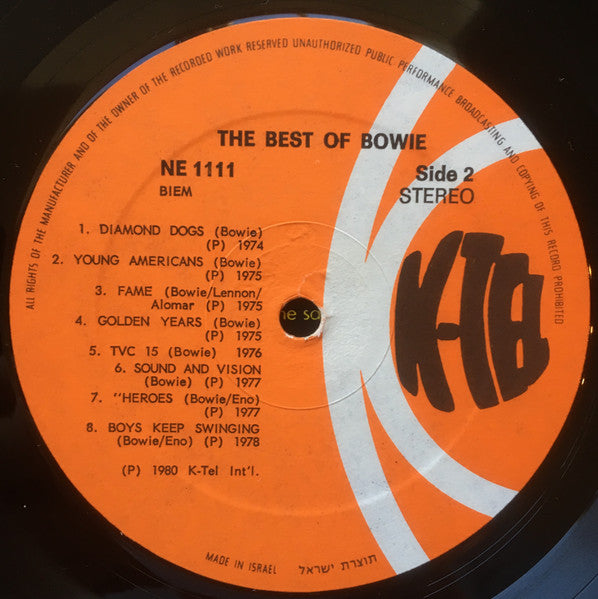 ALL RIGHTS OF THE MANUFACTURER AND OF THE OWNER OF THE RECORDED WORK RESERVED UNAUTHORIZED PUBLIC PERFORMANCE BROADCASTING AND COPYING OF THIS RECORD PROHIBITED
THE BEST OF BOWIE
NE 1111
BIEM
Side 2
STEREO
1. DIAMOND DOGS (Bowie)
(P) 1974
2. YOUNG AMERICANS (Bowie)
(P) 1975
3. FAME (Bowie/Lennon/
Alomar (P) 1975
4. GOLDEN YEARS (Bowie)
(P) 1975
5. TVC 15 (Bowie) 1976
6. SOUND AND VISION
(Bowie) (P) 1977
7. "HEROES (Bowie/Eno)
(P) 1977
8. BOYS KEEP SWINGING
(Bowie/Eno) (P) 1978
(P) 1980 K-Tel Int'l.
K-TEL
MADE IN ISRAEL תוצרת ישראל